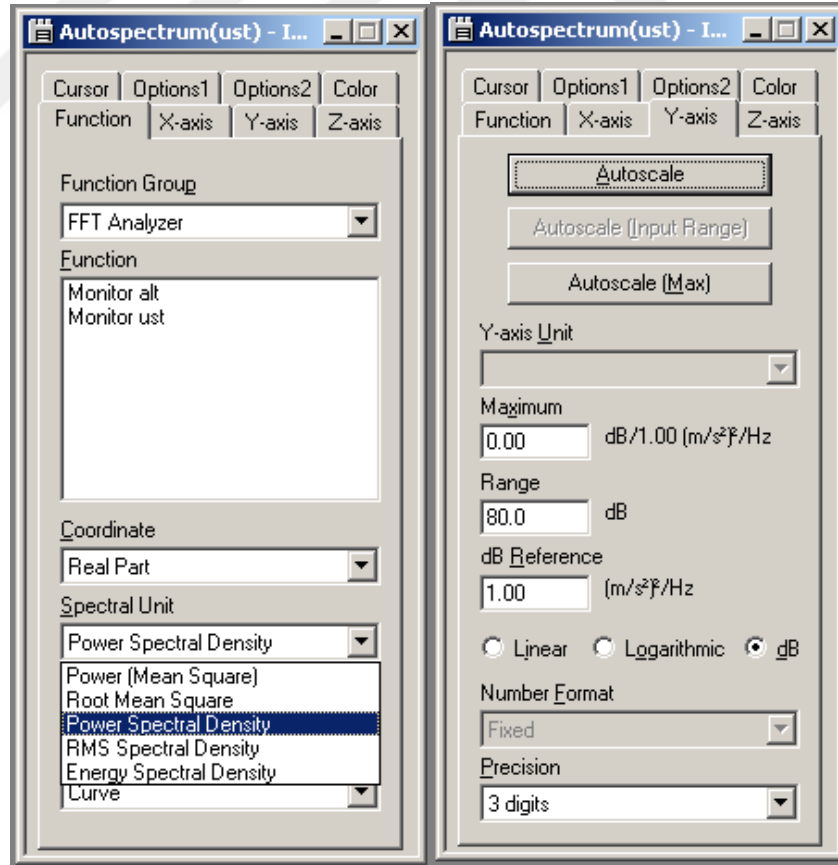 Autospectrum(ust) - I...
Cursor Options1 Options2 Color
Function X-axis Y-axis Z-axis
Function Group
FFT Analyzer
Function
Monitor alt
Monitor ust
Coordinate
Real Part
Spectral Unit
Power Spectral Density
Power (Mean Square)
Root Mean Square
Power Spectral Density
RMS Spectral Density
Energy Spectral Density
Curve
Autospectrum(ust) - I...
Cursor Options1 Options2 Color
Function X-axis Y-axis Z-axis
Autoscale
Autoscale (Input Range)
Autoscale (Max)
Y-axis Unit
Maximum
0.00 dB/1.00 (m/s²)²/Hz
Range
80.0 dB
dB Reference
1.00 (m/s²)²/Hz
Linear Logarithmic dB
Number Format
Fixed
Precision
3 digits